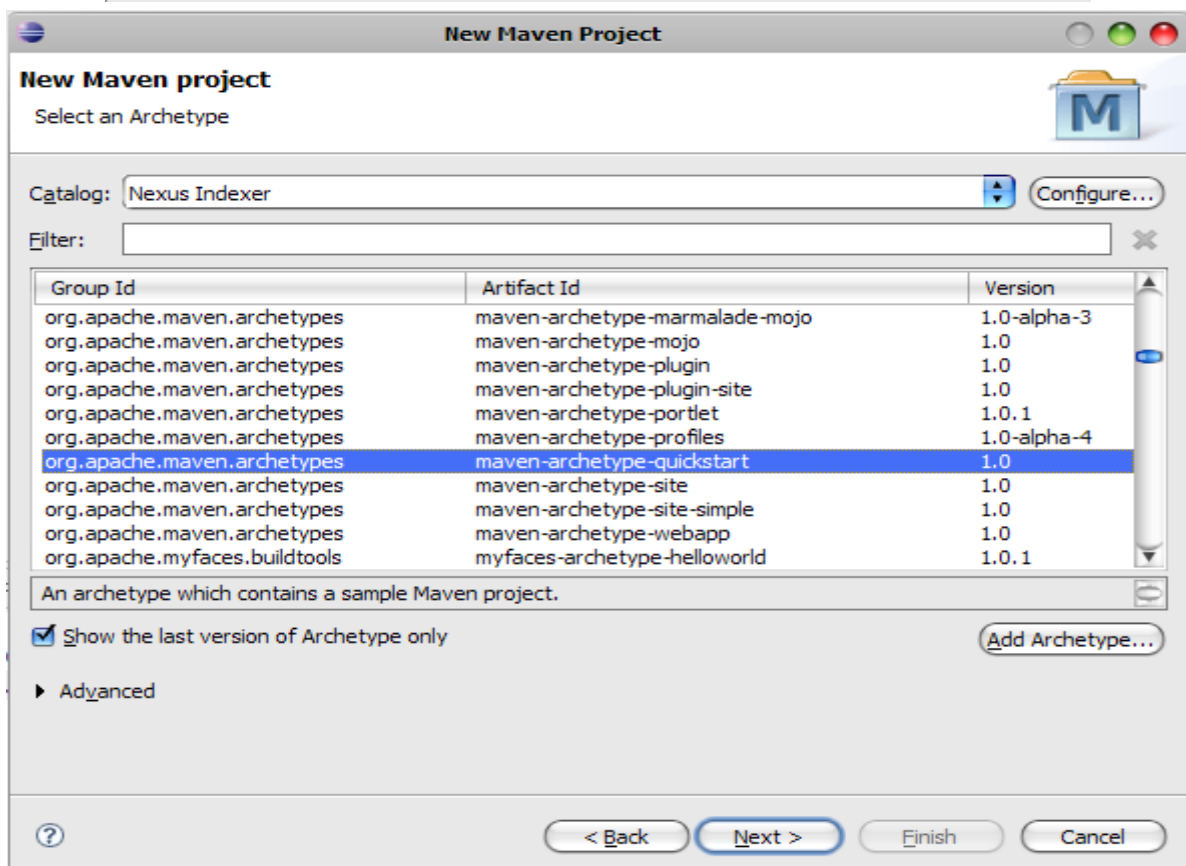 New Maven Project
New Maven project
Select an Archetype
M
Catalog: Nexus Indexer Configure...
Filter:
Group Id Artifact Id Version
org.apache.maven.archetypes maven-archetype-marmalade-mojo 1.0-alpha-3
org.apache.maven.archetypes maven-archetype-mojo 1.0
org.apache.maven.archetypes maven-archetype-plugin 1.0
org.apache.maven.archetypes maven-archetype-plugin-site 1.0
org.apache.maven.archetypes maven-archetype-portlet 1.0.1
org.apache.maven.archetypes maven-archetype-profiles 1.0-alpha-4
org.apache.maven.archetypes maven-archetype-quickstart 1.0
org.apache.maven.archetypes maven-archetype-site 1.0
org.apache.maven.archetypes maven-archetype-site-simple 1.0
org.apache.maven.archetypes maven-archetype-webapp 1.0
org.apache.myfaces.buildtools myfaces-archetype-helloworld 1.0.1
An archetype which contains a sample Maven project.
Show the last version of Archetype only Add Archetype...
Advanced
? < Back Next > Finish Cancel